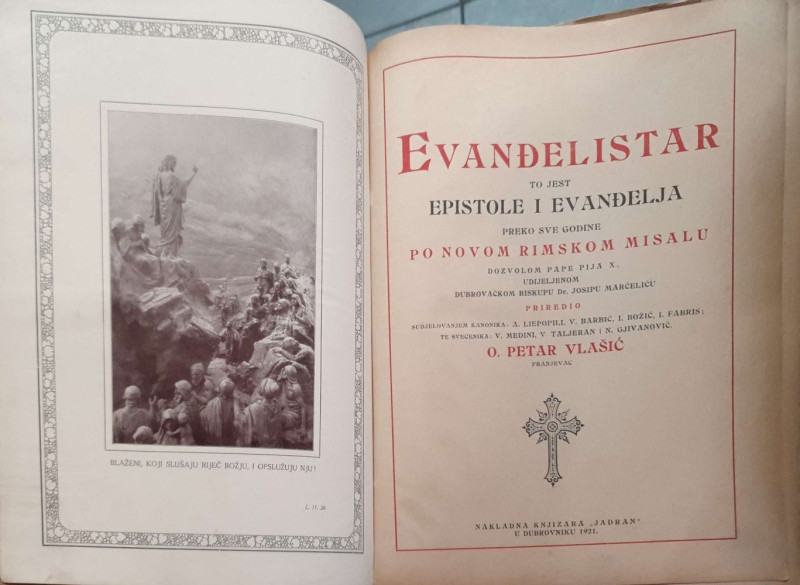 BLAŽENI, KOJI SLUŠAJU RIJEČ BOŽJU, I OPSLUŽUJU NJU!
L. 11, 28
EVANĐELISTAR
TO JEST
EPISTOLE I EVANĐELJA
PREKO SVE GODINE
PO NOVOM RIMSKOM MISALU
DOZVOLOM PAPE PIJA X.
UDIJELJENOM
DUBROVAČKOM BISKUPU Dr. JOSIPU MARČELIĆU
PRIREDIO
SUDJELOVANJEM KANONIKA: A. LIEPOPILI, V. BARBIĆ, I. BOŽIĆ, I. FABRIS;
TE SVECENIKA: V. MEDINI, V TALJERAN i N. GJIVANOVIĆ.
O. PETAR VLAŠIĆ
FRANJEVAC
NAKLADNA KNJIZARA „JADRAN"
U DUBROVNIKU 1921.